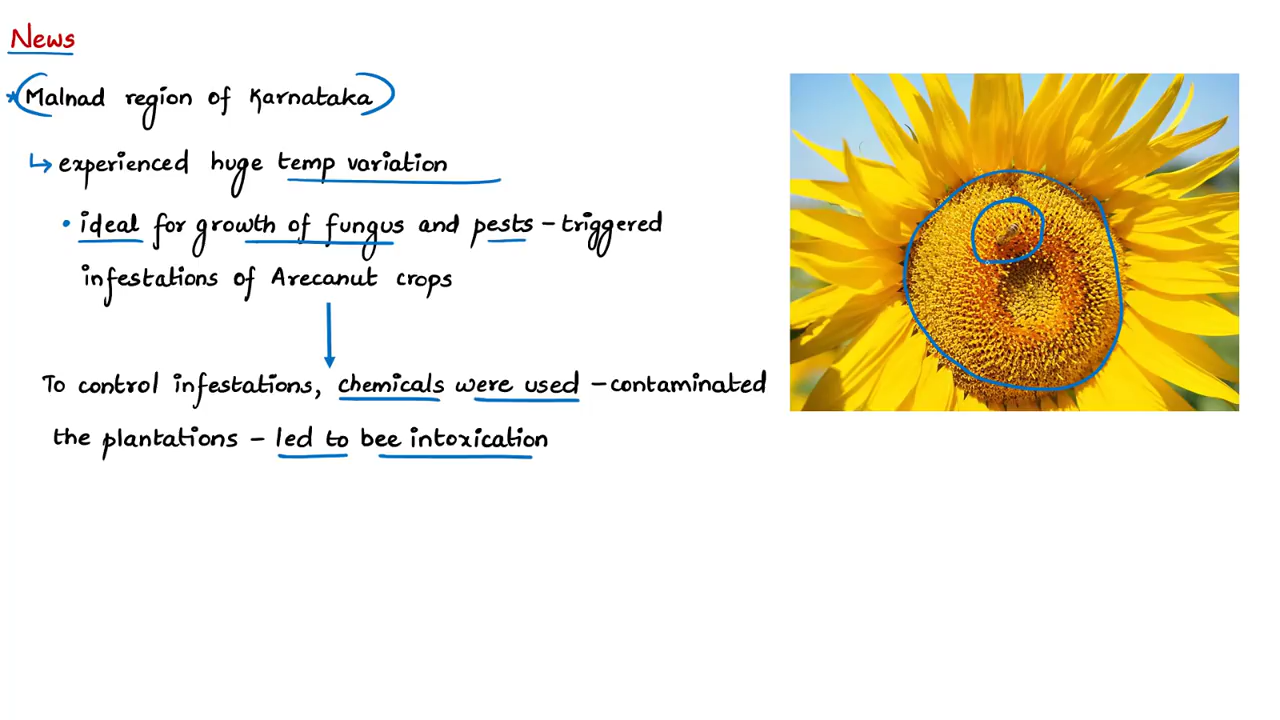 News
* Malnad region of Karnataka
↳ experienced huge temp variation
• ideal for growth of fungus and pests - triggered
infestations of Arecanut crops
To control infestations, chemicals were used - contaminated
the plantations - led to bee intoxication